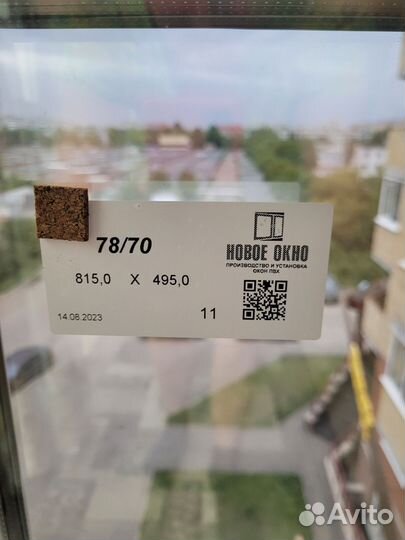 78/70
НОВОЕ ОКНО
ПРОИЗВОДСТВО И УСТАНОВКА
ОКОН ПВХ
815,0 X 495,0
14.08.2023
11
Avito